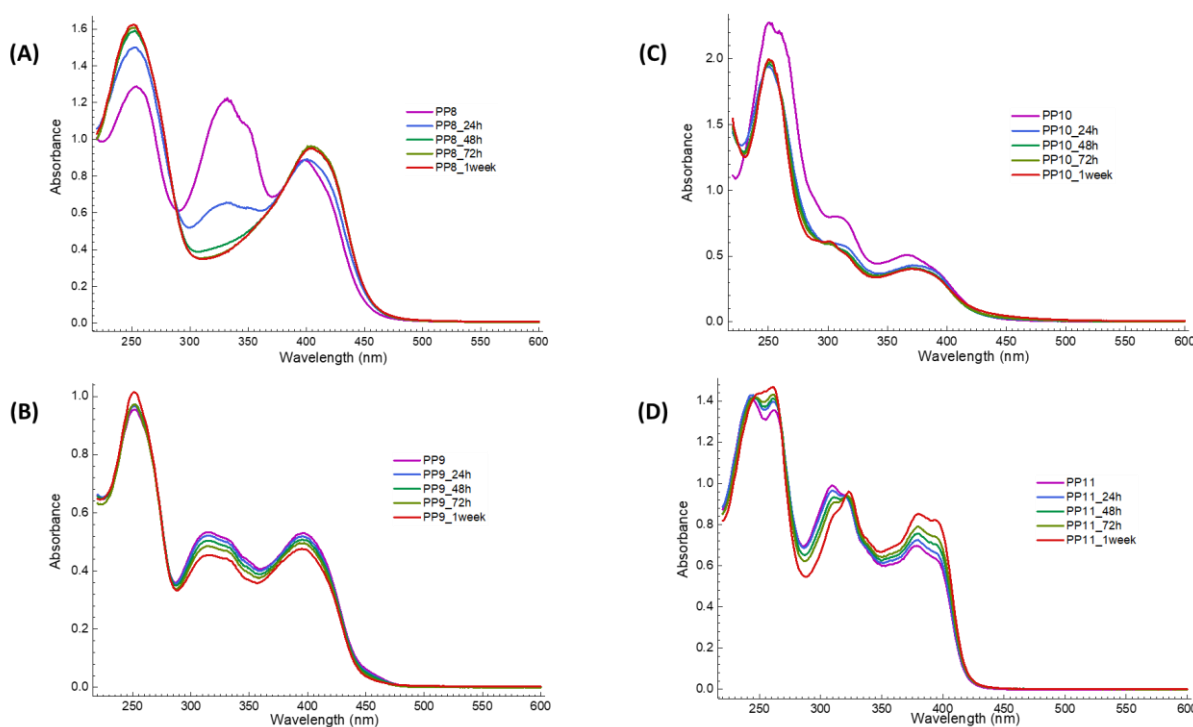 (A)
Absorbance
1.6
1.4
1.2
1.0
0.8
0.6
0.4
0.2
0.0
250 300 350 400 450 500 550 600
Wavelength (nm)
PP8
PP8_24h
PP8_48h
PP8_72h
PP8_1week
(B)
Absorbance
1.0
0.8
0.6
0.4
0.2
0.0
250 300 350 400 450 500 550 600
Wavelength (nm)
PP9
PP9_24h
PP9_48h
PP9_72h
PP9_1week
(C)
Absorbance
2.0
1.5
1.0
0.5
0.0
250 300 350 400 450 500 550 600
Wavelength (nm)
PP10
PP10_24h
PP10_48h
PP10_72h
PP10_1week
(D)
Absorbance
1.4
1.2
1.0
0.8
0.6
0.4
0.2
0.0
250 300 350 400 450 500 550 600
Wavelength (nm)
PP11
PP11_24h
PP11_48h
PP11_72h
PP11_1week